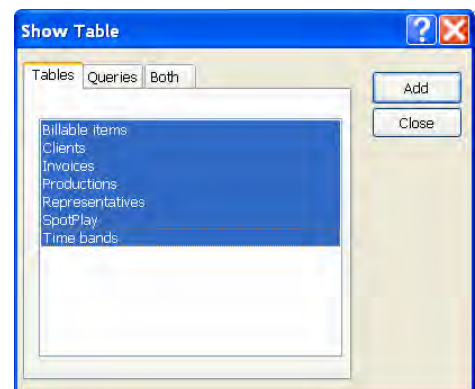 Show Table
?
Tables Queries Both
Add
Close
Billable items
Clients
Invoices
Productions
Representatives
SpotPlay
Time bands